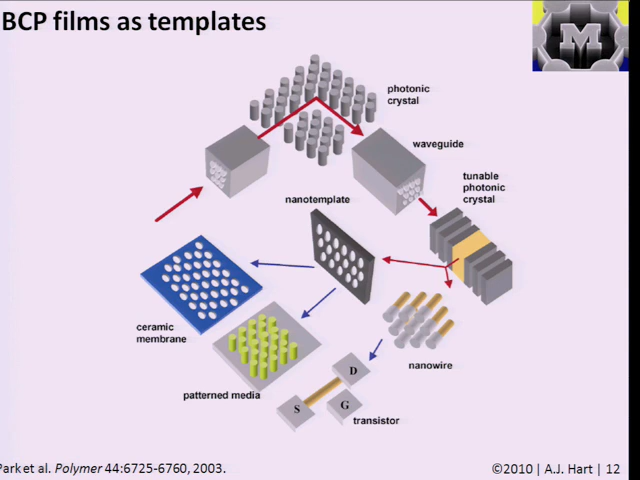 BCP films as templates
M
photonic
crystal
waveguide
tunable
photonic
crystal
nanotemplate
ceramic
membrane
patterned media
nanowire
D
S
G
transistor
Park et al. Polymer 44:6725-6760, 2003.
©2010 | A.J. Hart | 12